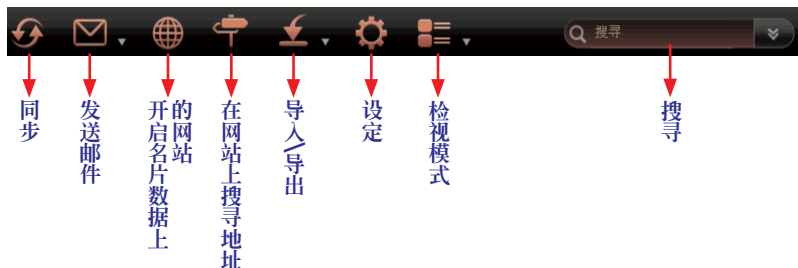 搜寻
同步
发送邮件
开启名片数据上
的网站
在网站上搜寻地址
导入/导出
设定
检视模式
搜寻